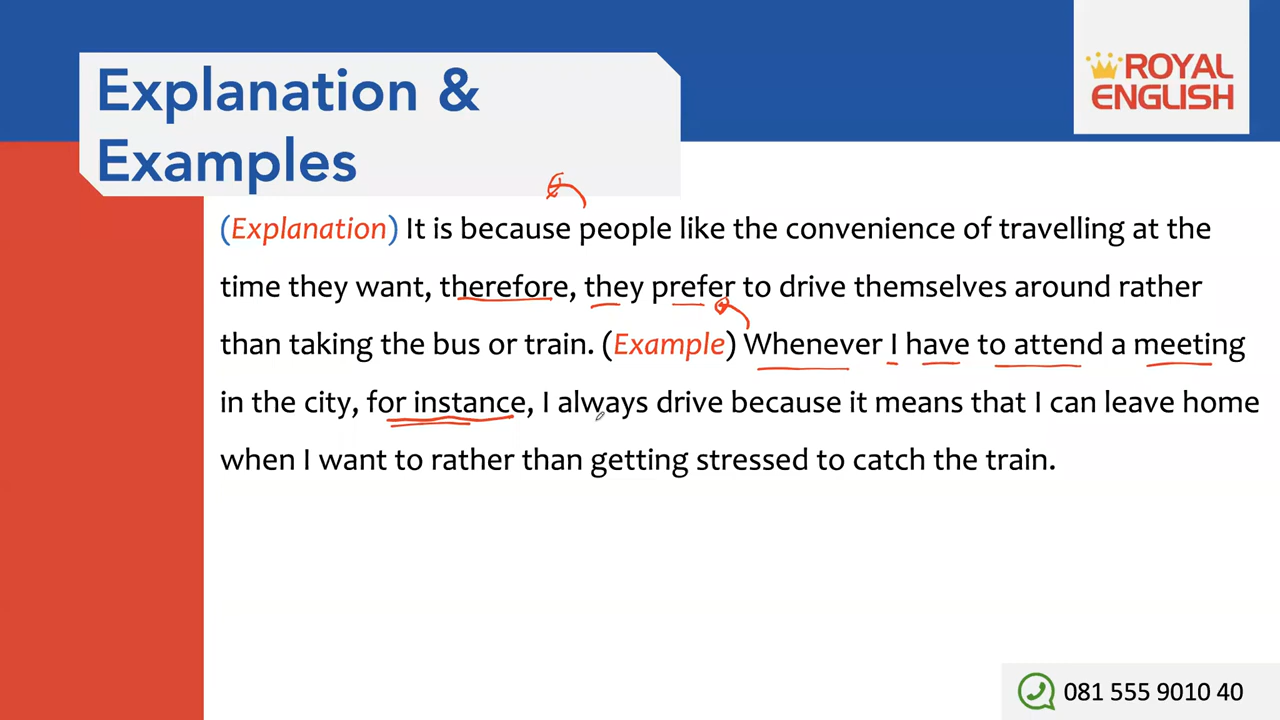 Explanation &
Examples
ROYAL
ENGLISH
(Explanation) It is because people like the convenience of travelling at the
time they want, therefore, they prefer to drive themselves around rather
than taking the bus or train. (Example) Whenever I have to attend a meeting
in the city, for instance, I always drive because it means that I can leave home
when I want to rather than getting stressed to catch the train.
081 555 9010 40